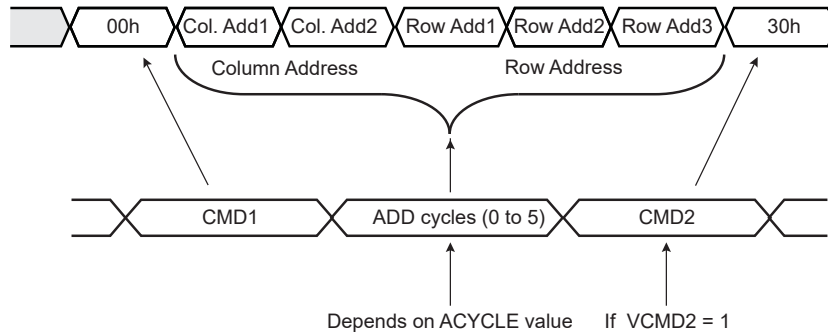 00h Col. Add1 Col. Add2 Row Add1 Row Add2 Row Add3 30h
Column Address Row Address
CMD1 ADD cycles (0 to 5) CMD2
Depends on ACYCLE value If VCMD2 = 1